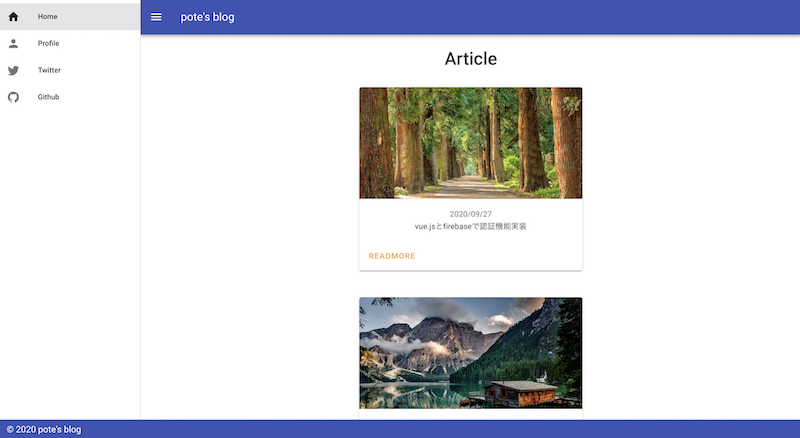 Home
Profile
Twitter
Github
pote's blog
Article
2020/09/27
vue.jsとfirebaseで認証機能実装
READMORE
© 2020 pote's blog